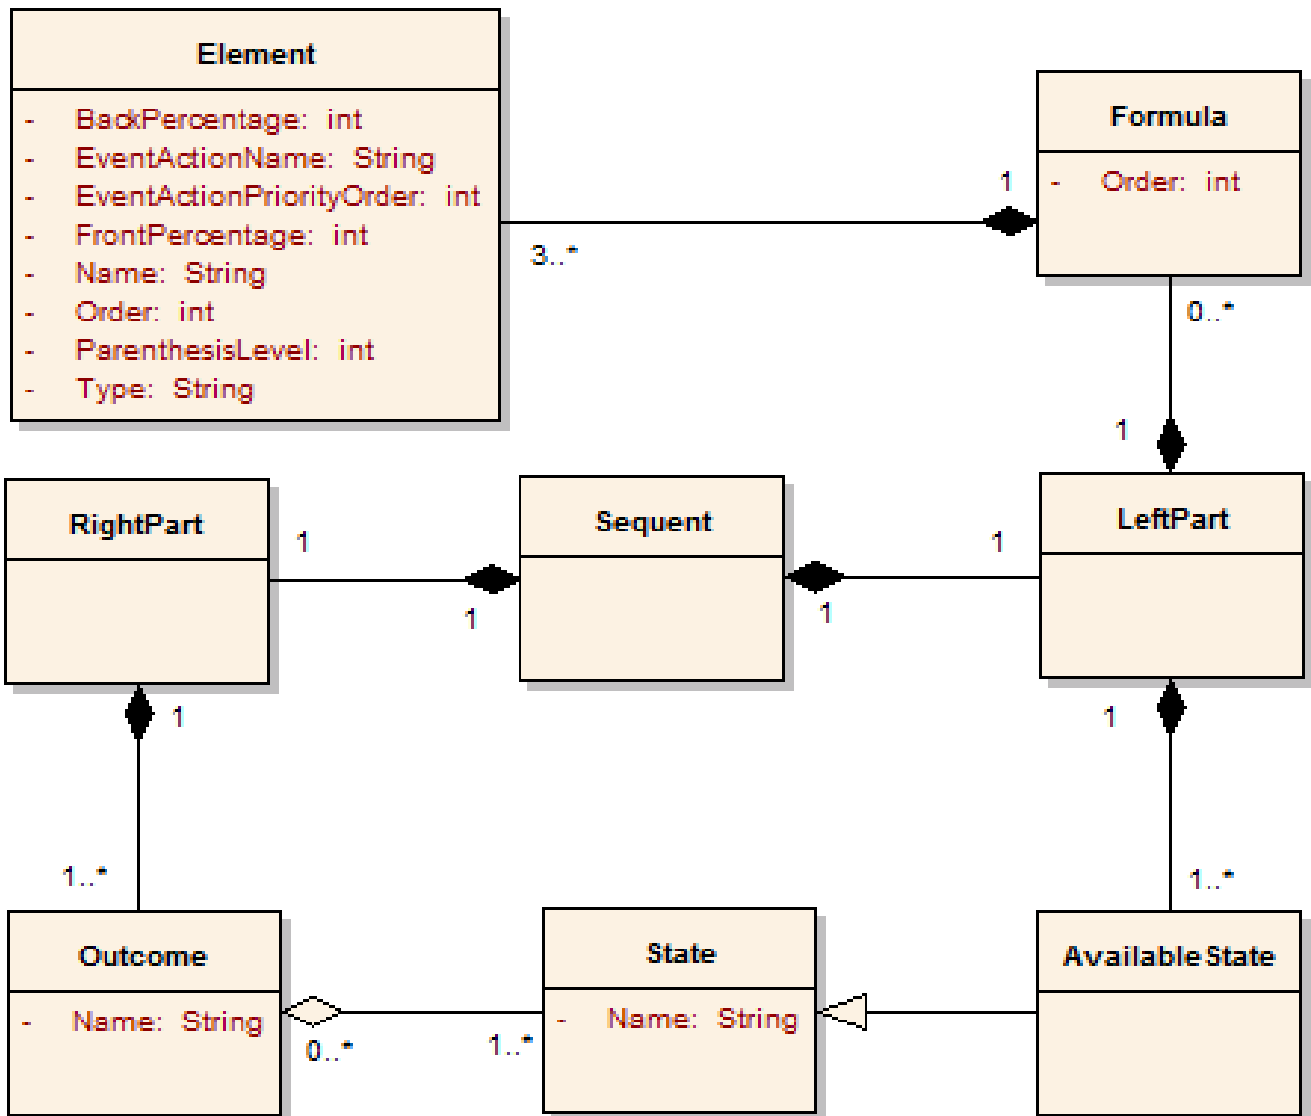 Element
- BackPercentage: int
- EventActionName: String
- EventActionPriorityOrder: int
- FrontPercentage: int
- Name: String
- Order: int
- ParenthesisLevel: int
- Type: String
Formula
- Order: int
1
3..*
0..*
1
RightPart
Sequent
LeftPart
1
1
1
1
1
1
1..*
1..*
Outcome
- Name: String
State
- Name: String
AvailableState
0..*
1..*